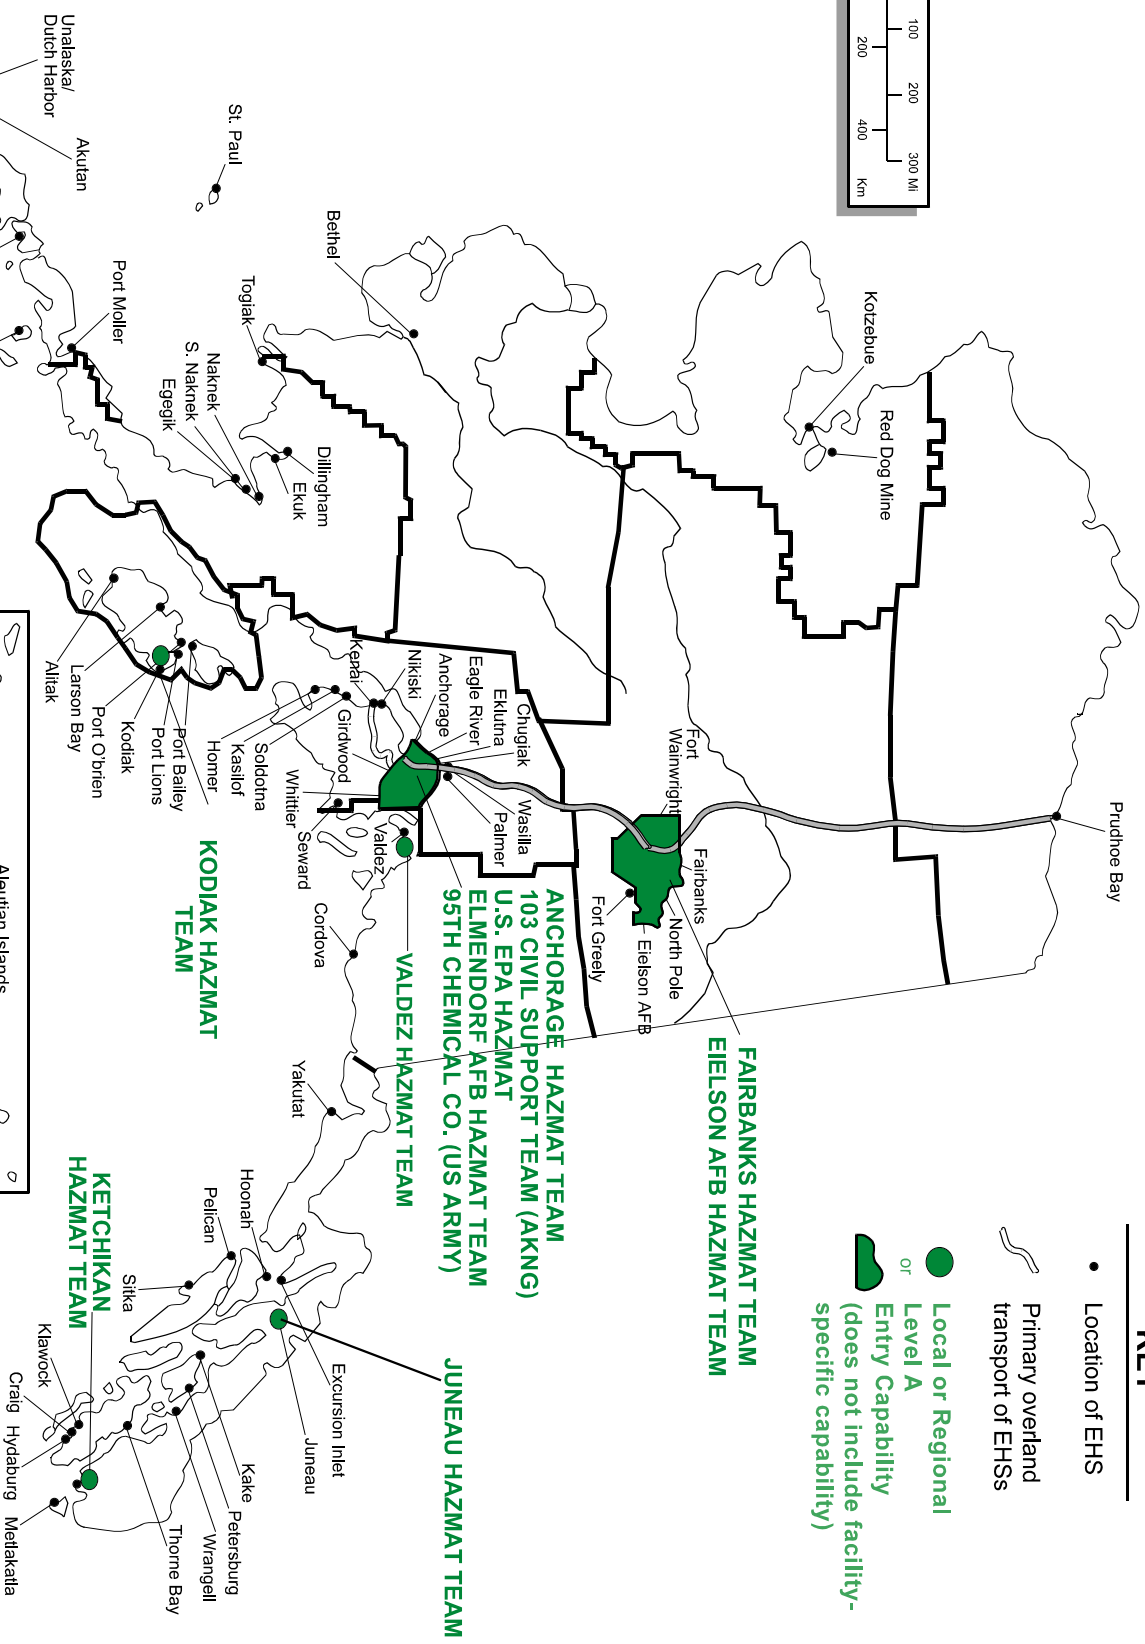 KEY
Location of EHS
Primary overland
transport of EHSs
Local or Regional
Level A
or
Entry Capability
(does not include facility-
specific capability)
100
200
300 Mi
200
400
Km
Prudhoe Bay
Kotzebue
Red Dog Mine
Fort
Wainwright
Fairbanks
North Pole
Eielson AFB
Fort Greely
FAIRBANKS HAZMAT TEAM
EIELSON AFB HAZMAT TEAM
ANCHORAGE HAZMAT TEAM
103 CIVIL SUPPORT TEAM (AKNG)
U.S. EPA HAZMAT
ELMENDORF AFB HAZMAT TEAM
95TH CHEMICAL CO. (US ARMY)
Chugiak
Eklutna
Eagle River
Anchorage
Nikiski
Kenai
Wasilla
Palmer
Girdwood
Whittier
Seward
Valdez
VALDEZ HAZMAT TEAM
Soldotna
Kasilof
Homer
Cordova
Bethel
St. Paul
Togiak
Dillingham
Ekuk
Naknek
S. Naknek
Egegik
Port Moller
Akutan
Unalaska/
Dutch Harbor
Port Bailey
Port Lions
Kodiak
Port O'brien
Larson Bay
Alitak
KODIAK HAZMAT
TEAM
Yakutat
Hoonah
Pelican
Sitka
Excursion Inlet
Juneau
JUNEAU HAZMAT TEAM
Kake
Petersburg
Wrangell
Thorne Bay
KETCHIKAN
HAZMAT TEAM
Klawock
Craig
Hydaburg
Metlakatla
Aleutian Islands